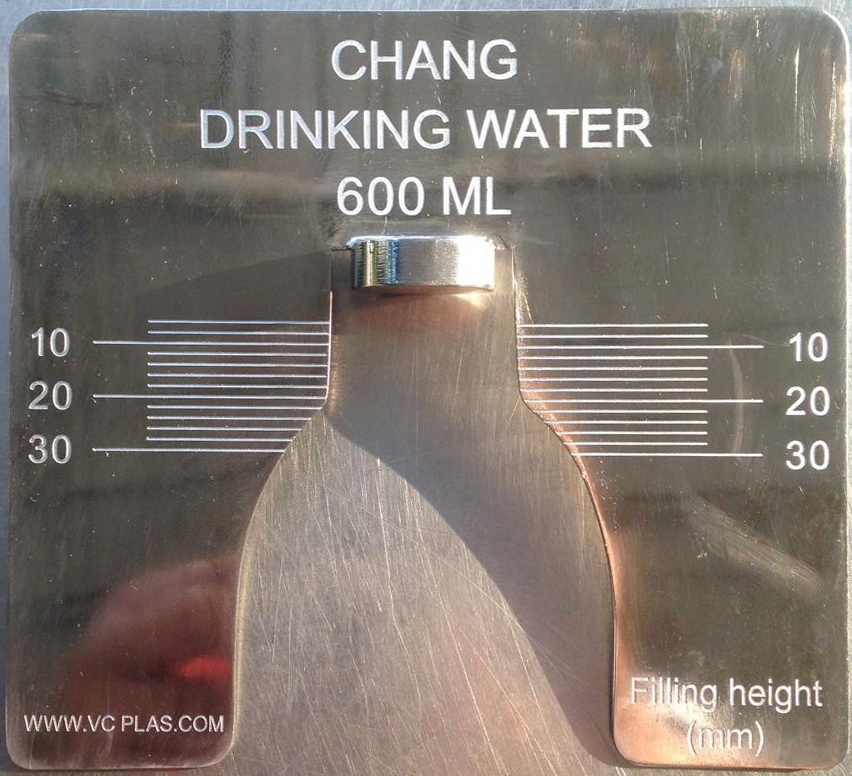 CHANG
DRINKING WATER
600 ML
10 10
20 20
30 30
WWW.VC PLAS.COM
Filling height
(mm)